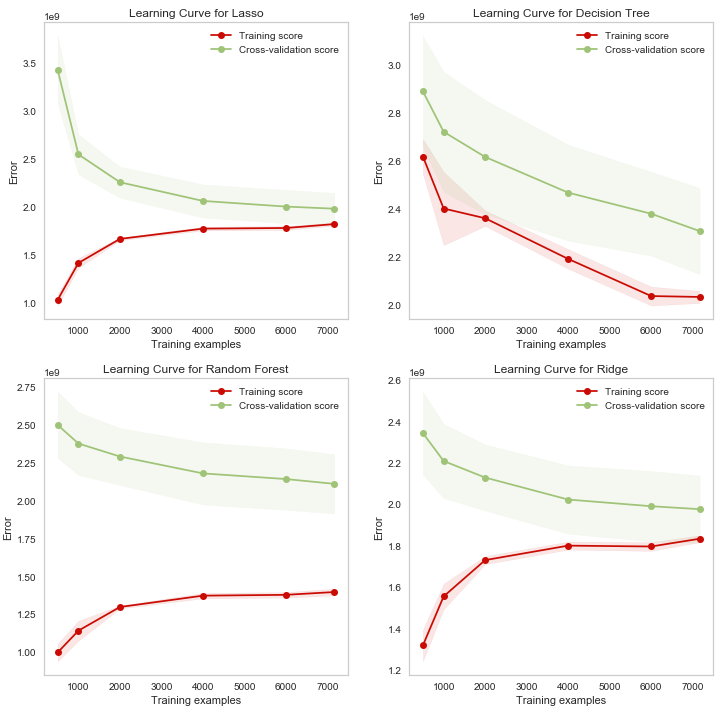 Learning Curve for Lasso
1e9
Training score
Cross-validation score
3.5
3.0
2.5
2.0
1.5
1.0
Error
1000 2000 3000 4000 5000 6000 7000
Training examples
Learning Curve for Decision Tree
1e9
Training score
Cross-validation score
3.0
2.8
2.6
2.4
2.2
2.0
Error
1000 2000 3000 4000 5000 6000 7000
Training examples
Learning Curve for Random Forest
1e9
Training score
Cross-validation score
2.75
2.50
2.25
2.00
1.75
1.50
1.25
1.00
Error
1000 2000 3000 4000 5000 6000 7000
Training examples
Learning Curve for Ridge
1e9
Training score
Cross-validation score
2.6
2.4
2.2
2.0
1.8
1.6
1.4
1.2
Error
1000 2000 3000 4000 5000 6000 7000
Training examples